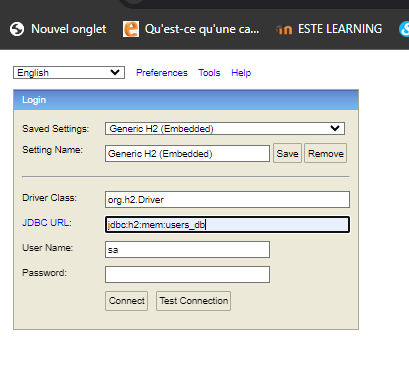 Nouvel onglet Qu'est-ce qu'une ca... ESTE LEARNING
English Preferences Tools Help
Login
Saved Settings: Generic H2 (Embedded)
Setting Name: Generic H2 (Embedded) Save Remove
Driver Class: org.h2.Driver
JDBC URL: jdbc:h2:mem:users_db
User Name: sa
Password:
Connect Test Connection